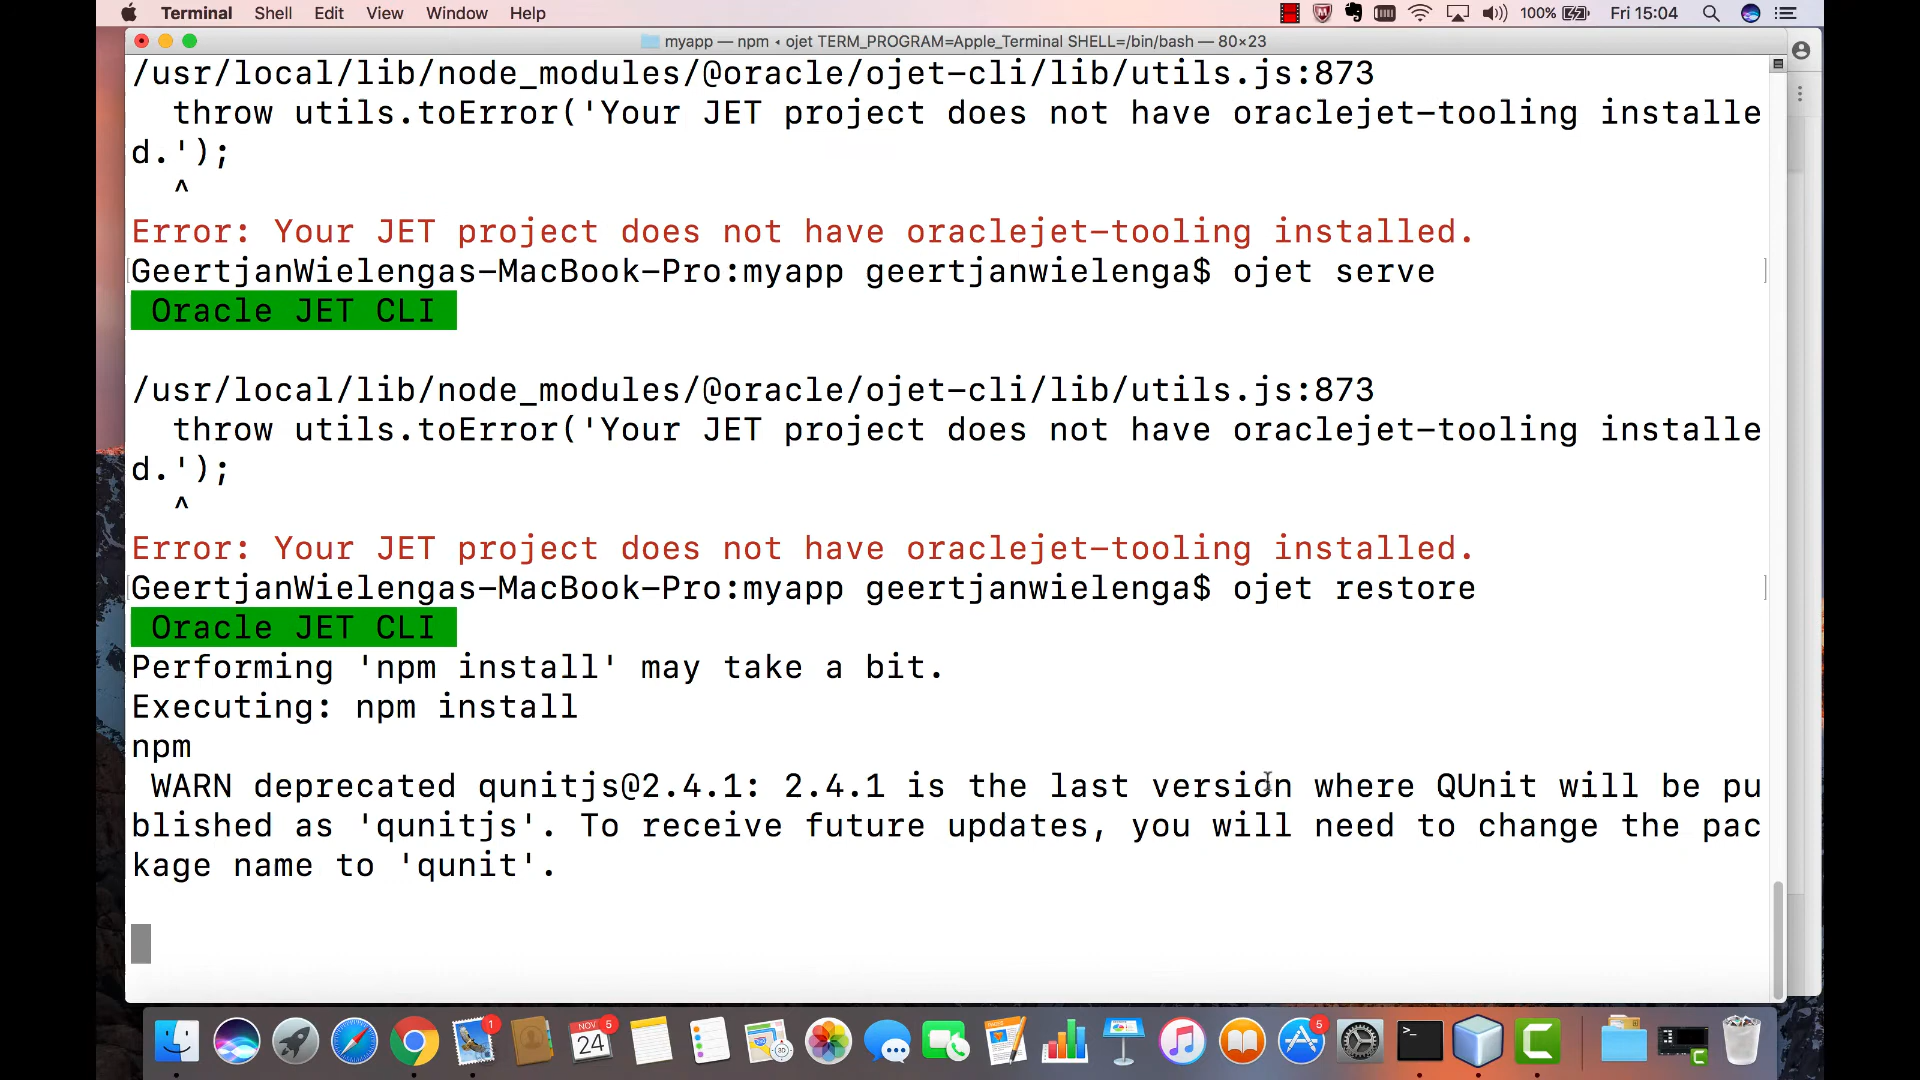 Terminal Shell Edit View Window Help 100% Fri 15:04
myapp — npm ◂ ojet TERM_PROGRAM=Apple_Terminal SHELL=/bin/bash — 80×23
/usr/local/lib/node_modules/@oracle/ojet-cli/lib/utils.js:873
throw utils.toError('Your JET project does not have oraclejet-tooling installe
d.');
^
Error: Your JET project does not have oraclejet-tooling installed.
GeertjanWielengas-MacBook-Pro:myapp geertjanwielenga$ ojet serve
Oracle JET CLI
/usr/local/lib/node_modules/@oracle/ojet-cli/lib/utils.js:873
throw utils.toError('Your JET project does not have oraclejet-tooling installe
d.');
^
Error: Your JET project does not have oraclejet-tooling installed.
GeertjanWielengas-MacBook-Pro:myapp geertjanwielenga$ ojet restore
Oracle JET CLI
Performing 'npm install' may take a bit.
Executing: npm install
npm
WARN deprecated qunitjs@2.4.1: 2.4.1 is the last version where QUnit will be pu
blished as 'qunitjs'. To receive future updates, you will need to change the pac
kage name to 'qunit'.
1
NOV 5
24
5